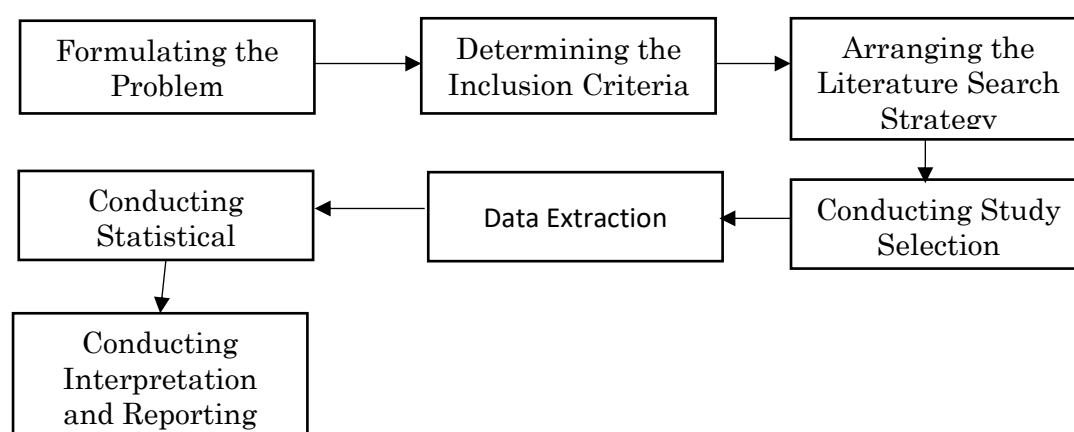 Formulating the
Problem
Determining the
Inclusion Criteria
Arranging the
Literature Search
Strategy
Conducting Study
Selection
Data Extraction
Conducting
Statistical
Conducting
Interpretation
and Reporting